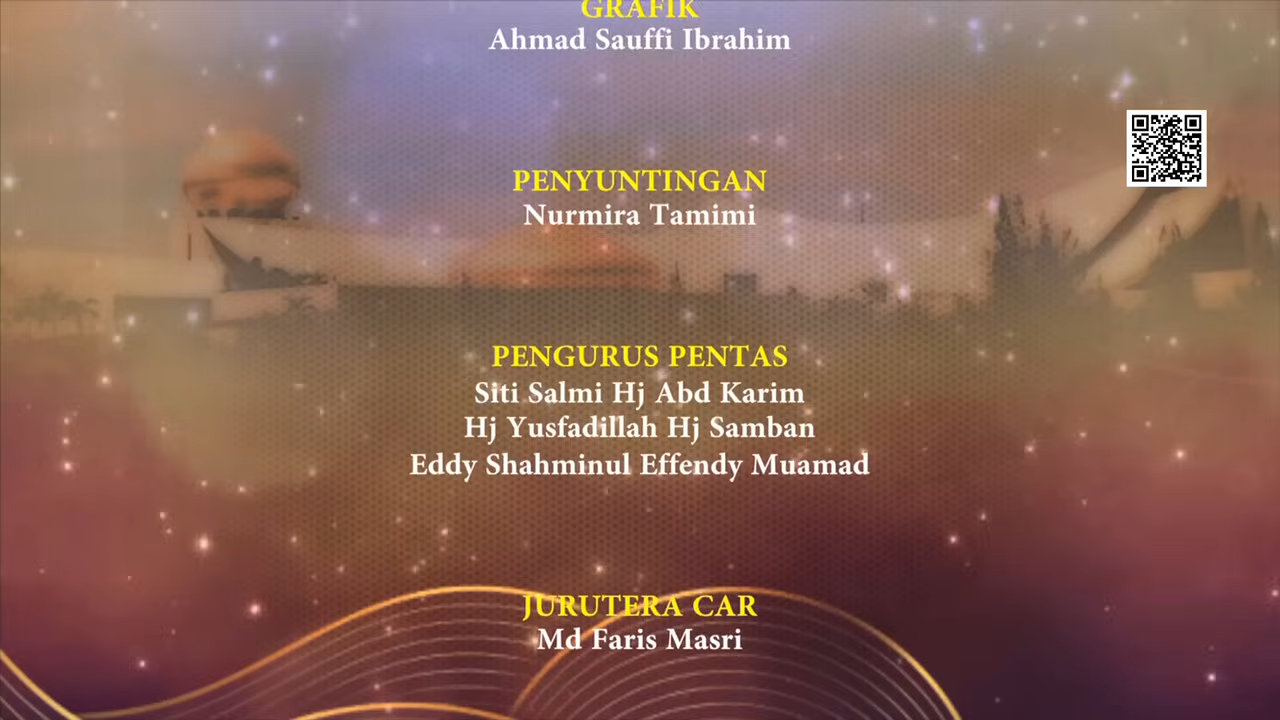 GRAFIK
Ahmad Sauffi Ibrahim
PENYUNTINGAN
Nurmira Tamimi
PENGURUS PENTAS
Siti Salmi Hj Abd Karim
Hj Yusfadillah Hj Samban
Eddy Shahminul Effendy Muamad
JURUTERA CAR
Md Faris Masri